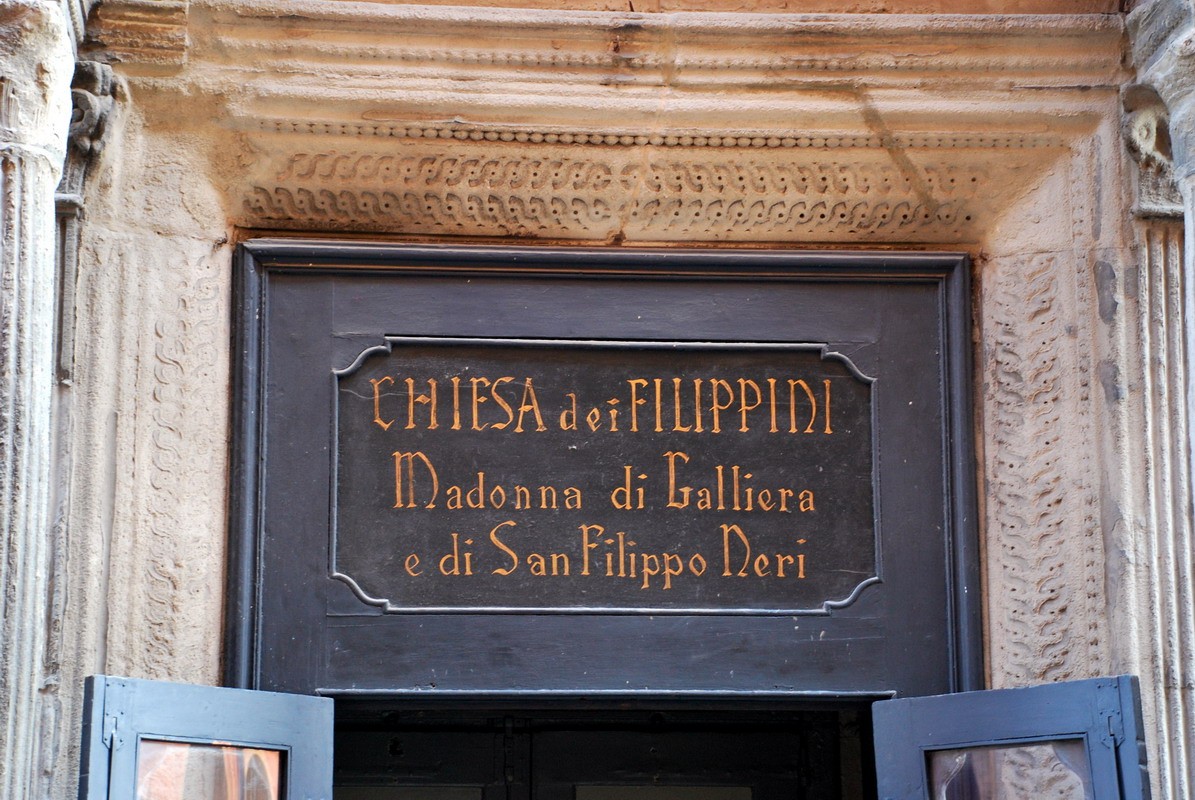 CHIESA dei FILIPPINI
Madonna di Galliera
e di San Filippo Neri